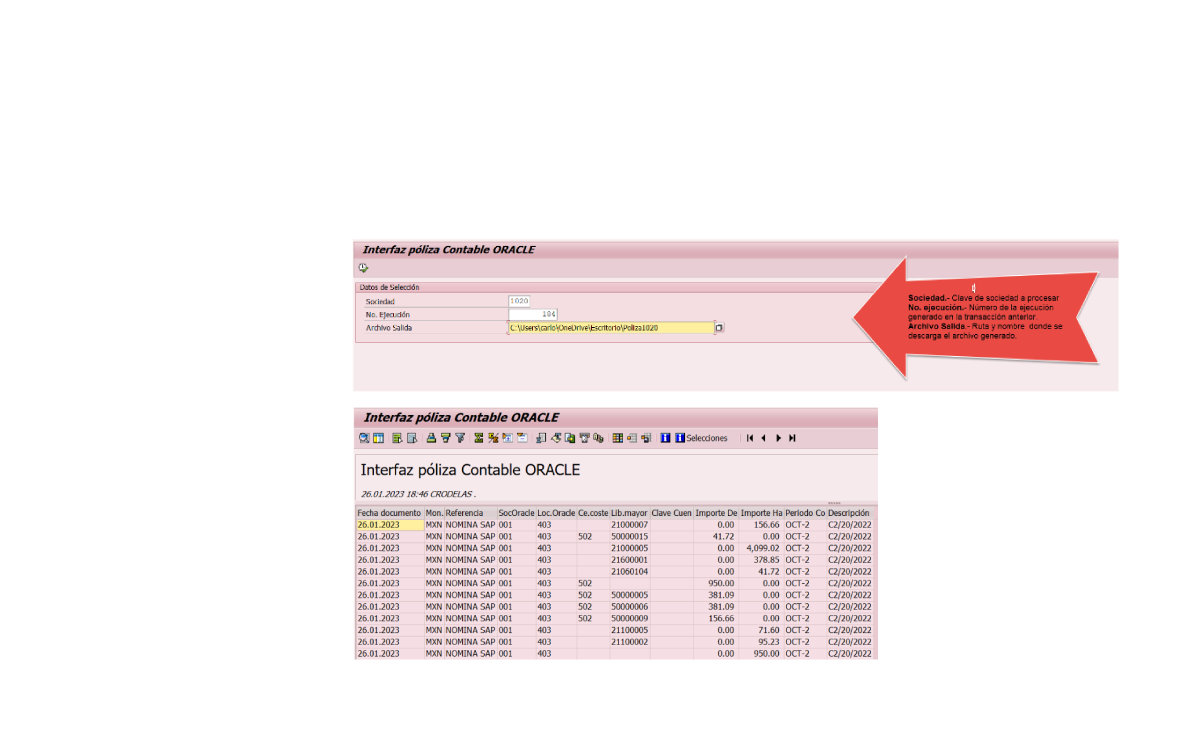 Interfaz póliza Contable ORACLE
Datos de Selección
Sociedad 1020
No. Ejecución 184
Archivo Salida C:\Users\carlo\OneDrive\Escritorio\Poliza1020
Sociedad.- Clave de sociedad a procesar
No. ejecución.- Número de la ejecución
generado en la transacción anterior.
Archivo Salida.- Ruta y nombre donde se
descarga el archivo generado.
Interfaz póliza Contable ORACLE
Selecciones
Interfaz póliza Contable ORACLE
26.01.2023 18:46 CRODELAS .
Fecha documento Mon. Referencia SocOracle Loc.Oracle Ce.coste Lib.mayor Clave Cuen Importe De Importe Ha Periodo Co Descripción
26.01.2023 MXN NOMINA SAP 001 403 21000007 0.00 156.66 OCT-2 C2/20/2022
26.01.2023 MXN NOMINA SAP 001 403 502 50000015 41.72 0.00 OCT-2 C2/20/2022
26.01.2023 MXN NOMINA SAP 001 403 21000005 0.00 4,099.02 OCT-2 C2/20/2022
26.01.2023 MXN NOMINA SAP 001 403 21600001 0.00 378.85 OCT-2 C2/20/2022
26.01.2023 MXN NOMINA SAP 001 403 21060104 0.00 41.72 OCT-2 C2/20/2022
26.01.2023 MXN NOMINA SAP 001 403 502 950.00 0.00 OCT-2 C2/20/2022
26.01.2023 MXN NOMINA SAP 001 403 502 50000005 381.09 0.00 OCT-2 C2/20/2022
26.01.2023 MXN NOMINA SAP 001 403 502 50000006 381.09 0.00 OCT-2 C2/20/2022
26.01.2023 MXN NOMINA SAP 001 403 502 50000009 156.66 0.00 OCT-2 C2/20/2022
26.01.2023 MXN NOMINA SAP 001 403 21100005 0.00 71.60 OCT-2 C2/20/2022
26.01.2023 MXN NOMINA SAP 001 403 21100002 0.00 95.23 OCT-2 C2/20/2022
26.01.2023 MXN NOMINA SAP 001 403 0.00 950.00 OCT-2 C2/20/2022